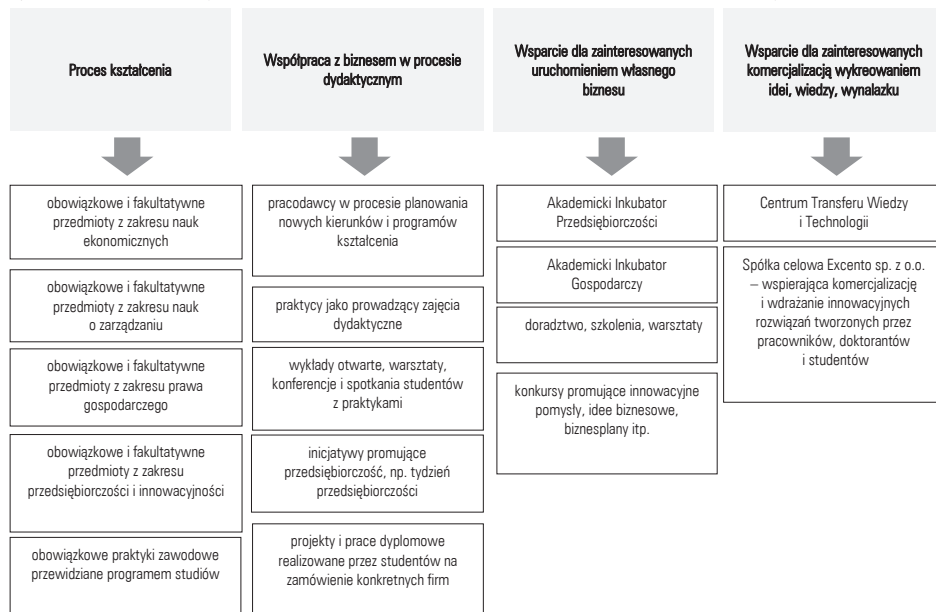 Proces kształcenia
obowiązkowe i fakultatywne
przedmioty z zakresu nauk
ekonomicznych
obowiązkowe i fakultatywne
przedmioty z zakresu nauk
o zarządzaniu
obowiązkowe i fakultatywne
przedmioty z zakresu prawa
gospodarczego
obowiązkowe i fakultatywne
przedmioty z zakresu
przedsiębiorczości i innowacyjności
obowiązkowe praktyki zawodowe
przewidziane programem studiów
Współpraca z biznesem w procesie
dydaktycznym
pracodawcy w procesie planowania
nowych kierunków i programów
kształcenia
praktycy jako prowadzący zajęcia
dydaktyczne
wykłady otwarte, warsztaty,
konferencje i spotkania studentów
z praktykami
inicjatywy promujące
przedsiębiorczość, np. tydzień
przedsiębiorczości
projekty i prace dyplomowe
realizowane przez studentów na
zamówienie konkretnych firm
Wsparcie dla zainteresowanych
uruchomieniem własnego
biznesu
Akademicki Inkubator
Przedsiębiorczości
Akademicki Inkubator
Gospodarczy
doradztwo, szkolenia, warsztaty
konkursy promujące innowacyjne
pomysły, idee biznesowe,
biznesplany itp.
Wsparcie dla zainteresowanych
komercjalizacją wykreowaniem
idei, wiedzy, wynalazku
Centrum Transferu Wiedzy
i Technologii
Spółka celowa Excento sp. z o.o.
– wspierająca komercjalizację
i wdrażanie innowacyjnych
rozwiązań tworzonych przez
pracowników, doktorantów
i studentów